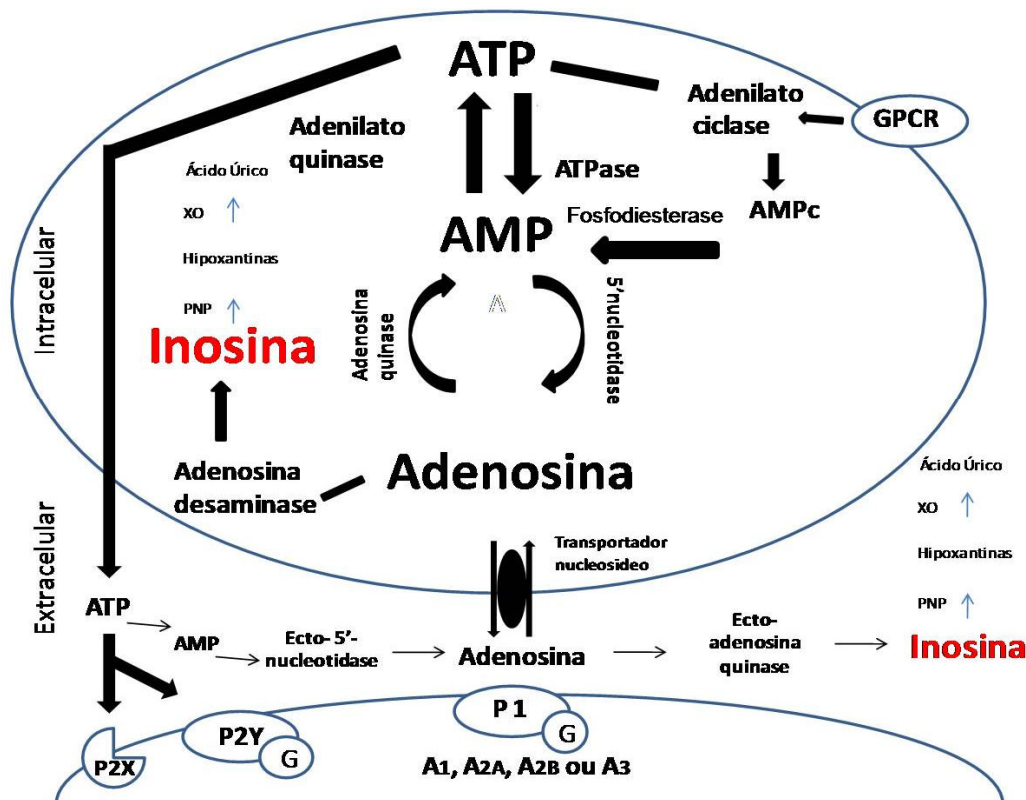 ATP
Adenilato
ciclase
GPCR
Adenilato
quinase
ATPase
Ácido Úrico
XO
Hipoxantinas
PNP
Inosina
AMP
Fosfodiesterase
AMPc
Intracelular
Adenosina
quinase
5'nucleotidase
Adenosina
desaminase
Adenosina
Transportador
nucleosídeo
Extracelular
ATP
AMP
Ecto- 5'-
nucleotidase
Adenosina
Ecto-
adenosina
quinase
Ácido Úrico
XO
Hipoxantinas
PNP
Inosina
P2X
P2Y
G
P 1
G
A1, A2A, A2B ou A3